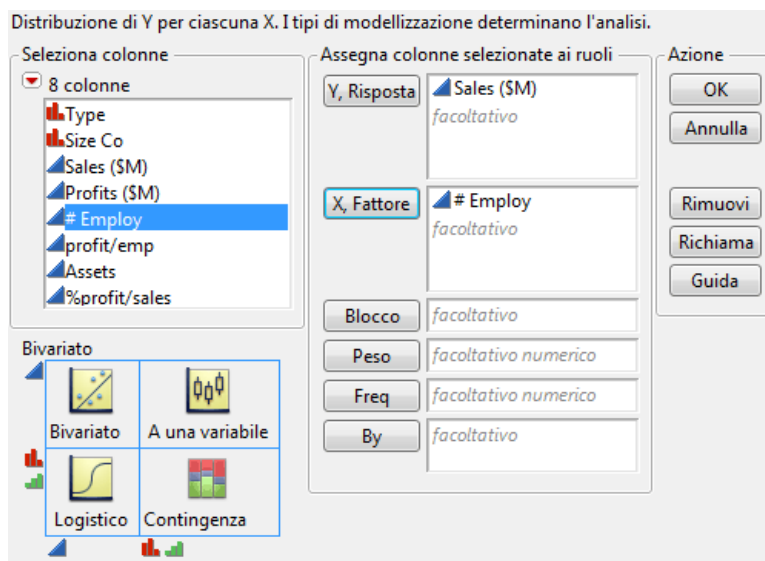 Distribuzione di Y per ciascuna X. I tipi di modellizzazione determinano l'analisi.
Seleziona colonne
8 colonne
Type
Size Co
Sales ($M)
Profits ($M)
# Employ
profit/emp
Assets
%profit/sales
Assegna colonne selezionate ai ruoli
Y, Risposta
Sales ($M)
facoltativo
X, Fattore
# Employ
facoltativo
Blocco
facoltativo
Peso
facoltativo numerico
Freq
facoltativo numerico
By
facoltativo
Azione
OK
Annulla
Rimuovi
Richiama
Guida
Bivariato
Bivariato
A una variabile
Logistico
Contingenza